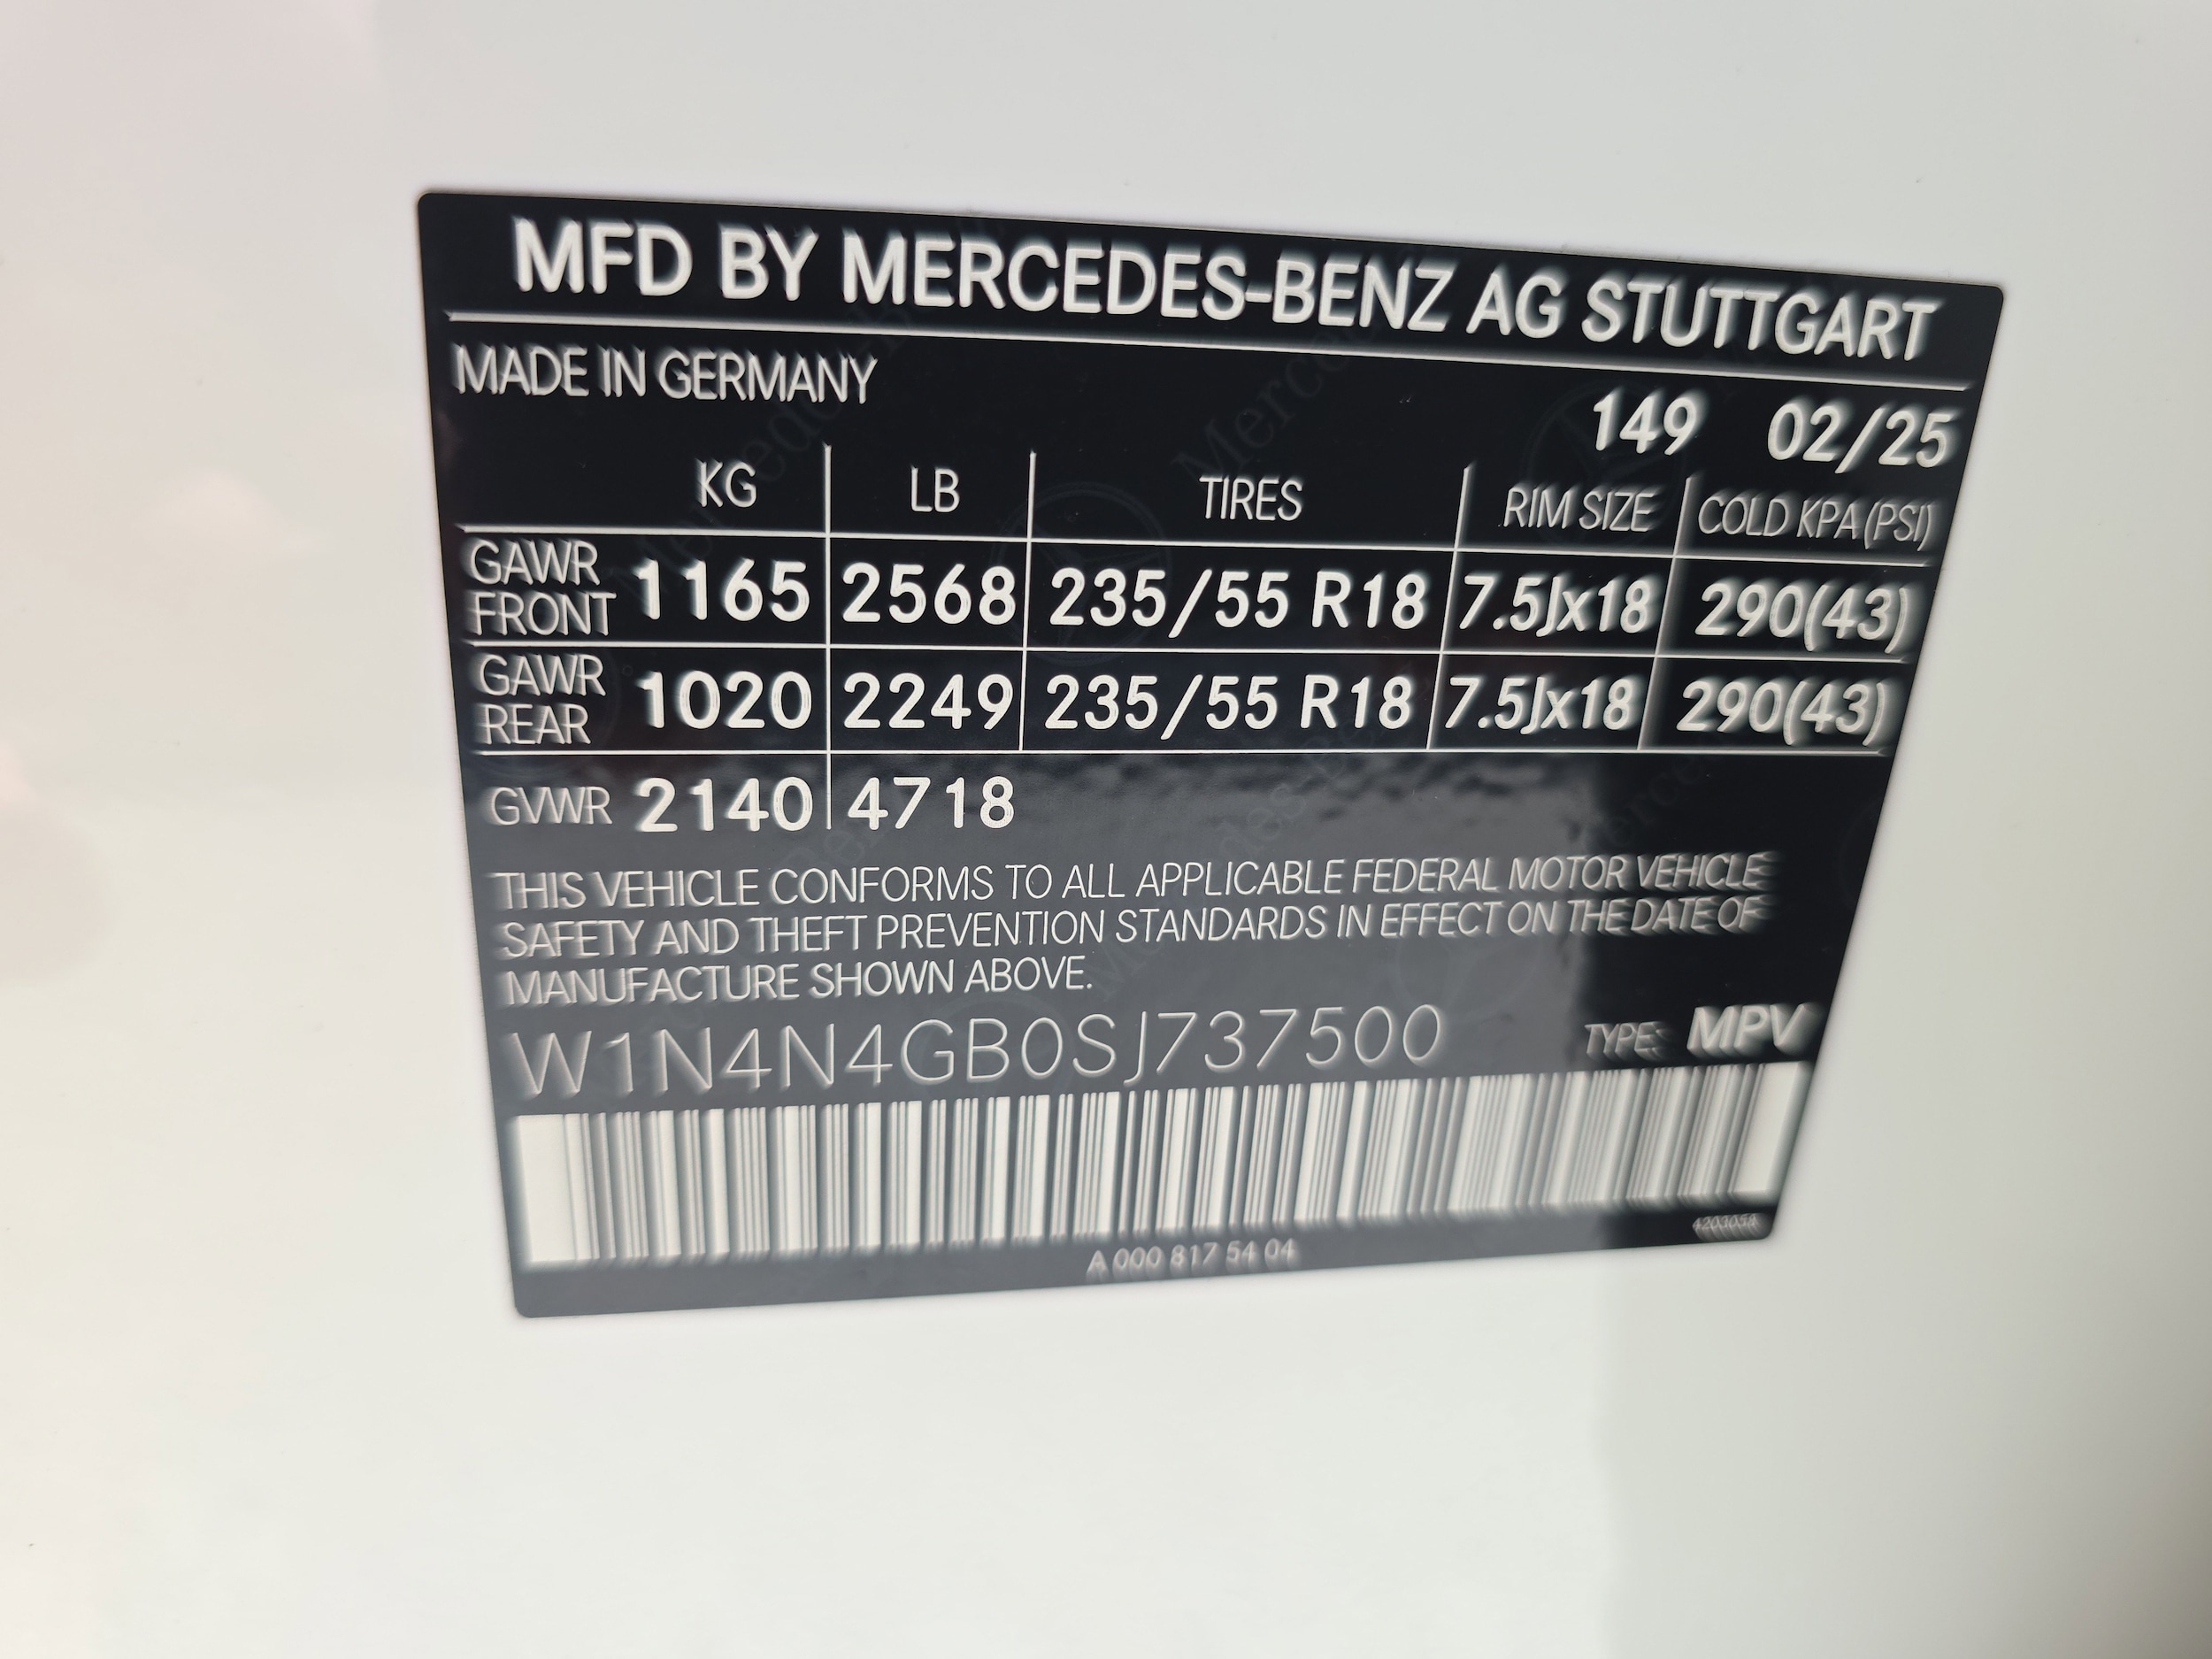 MFD BY MERCEDES-BENZ AG STUTTGART
MADE IN GERMANY
149 02/25
KG LB TIRES RIM SIZE COLD KPA (PSI)
GAWR FRONT 1165 2568 235/55 R18 7.5Jx18 290(43)
GAWR REAR 1020 2249 235/55 R18 7.5Jx18 290(43)
GVWR 2140 4718
THIS VEHICLE CONFORMS TO ALL APPLICABLE FEDERAL MOTOR VEHICLE
SAFETY AND THEFT PREVENTION STANDARDS IN EFFECT ON THE DATE OF
MANUFACTURE SHOWN ABOVE.
W1N4N4GB0SJ737500 TYPE: MPV
A 000 817 54 04